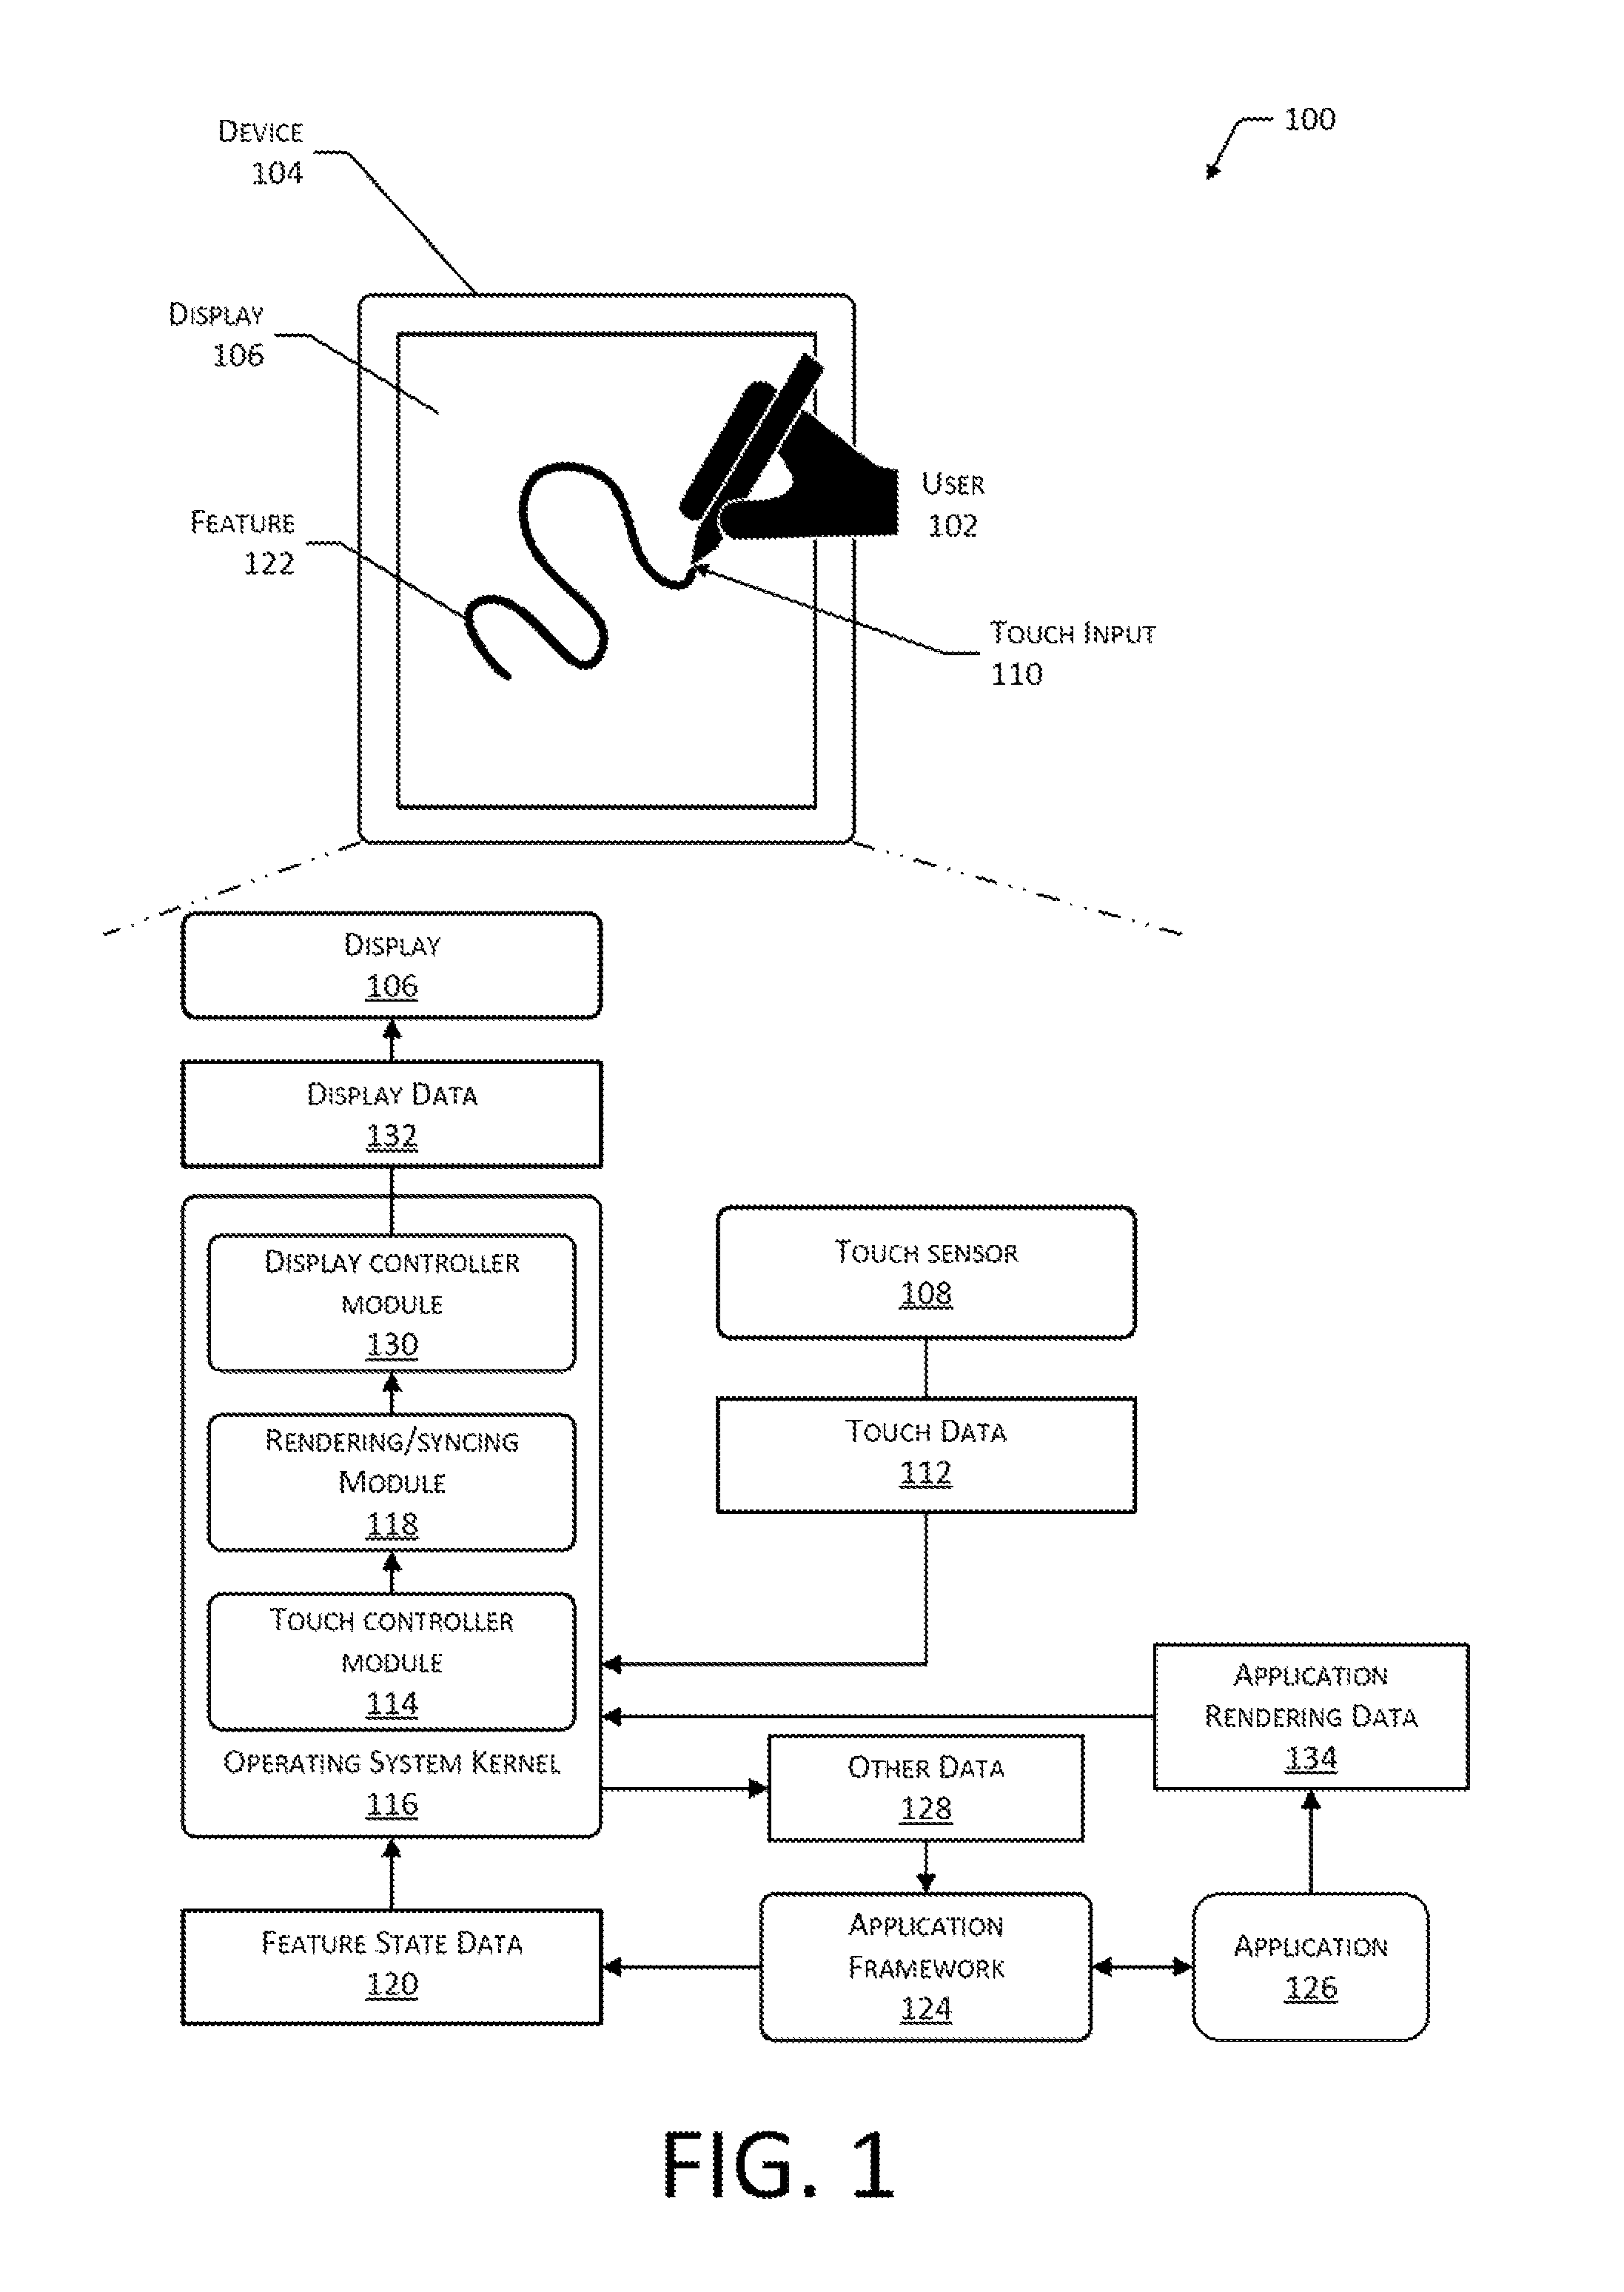 100
Device
104
Display
106
User
102
Feature
122
Touch Input
110
Display
106
Display Data
132
Display controller
module
130
Touch sensor
108
Rendering/syncing
Module
118
Touch Data
112
Touch controller
module
114
Operating System Kernel
116
Application
Rendering Data
134
Other Data
128
Feature State Data
120
Application
Framework
124
Application
126
FIG. 1